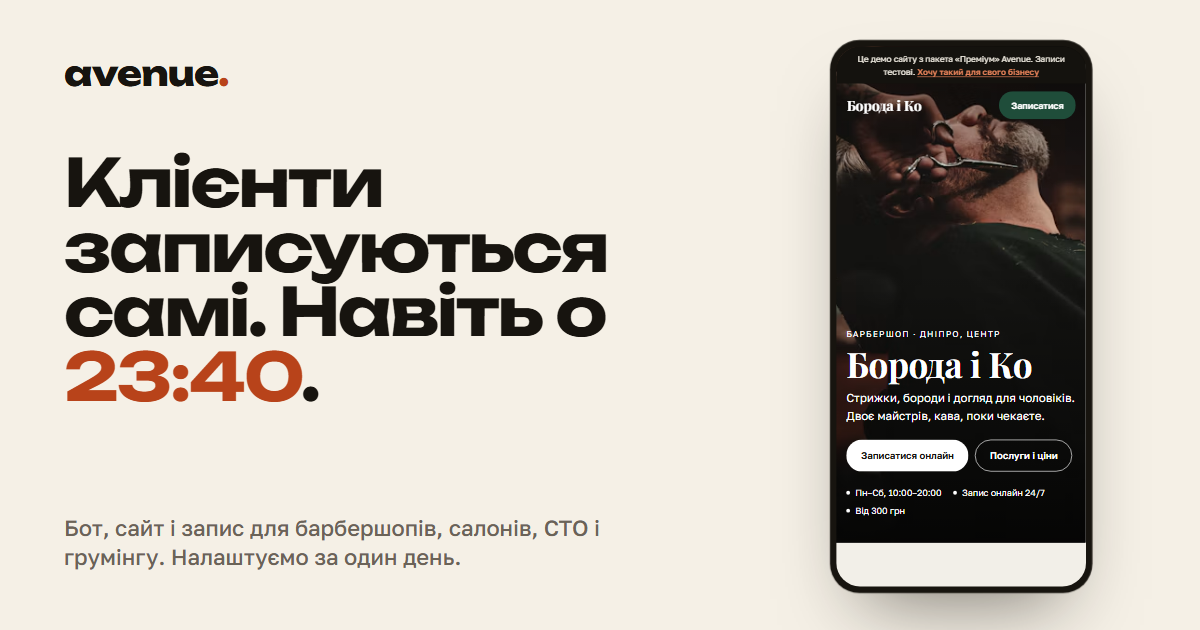 avenue.
Клієнти
записуються
самі. Навіть о
23:40.
Бот, сайт і запис для барбершопів, салонів, СТО і
грумінгу. Налаштуємо за один день.
Це демо сайту з пакета «Преміум» Avenue. Записи
тестові. Хочу такий для свого бізнесу
Борода і Ко
Записатися
БАРБЕРШОП · ДНІПРО, ЦЕНТР
Борода і Ко
Стрижки, бороди і догляд для чоловіків.
Двоє майстрів, кава, поки чекаєте.
Записатися онлайн
Послуги і ціни
• Пн–Сб, 10:00–20:00 • Запис онлайн 24/7
• Від 300 грн